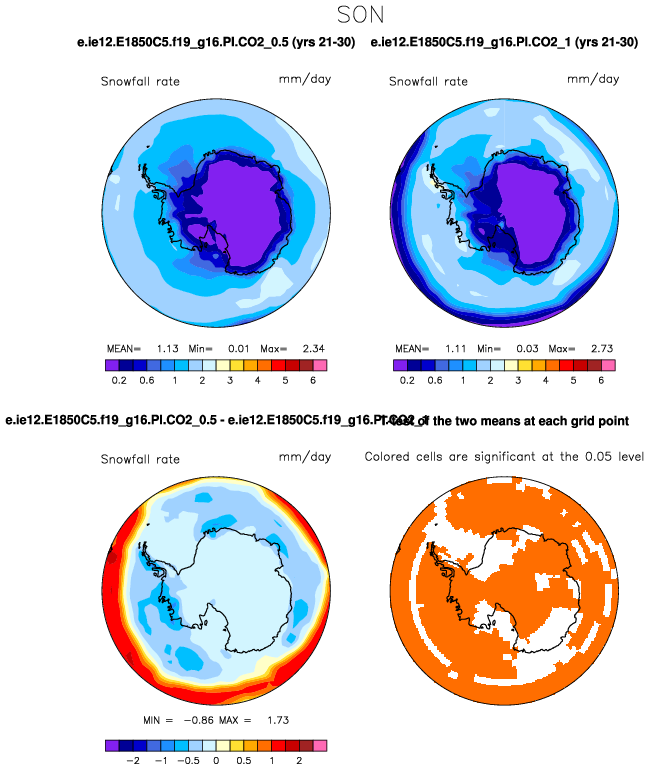 SON
e.ie12.E1850C5.f19_g16.PI.CO2_0.5 (yrs 21-30)
e.ie12.E1850C5.f19_g16.PI.CO2_1 (yrs 21-30)
Snowfall rate mm/day
Snowfall rate mm/day
MEAN= 1.13 Min= 0.01 Max= 2.34
0.2 0.6 1 2 3 4 5 6
MEAN= 1.11 Min= 0.03 Max= 2.73
0.2 0.6 1 2 3 4 5 6
e.ie12.E1850C5.f19_g16.PI.CO2_0.5 - e.ie12.E1850C5.f19_g16.PI.CO2_1
T-Test of the two means at each grid point
Snowfall rate mm/day
Colored cells are significant at the 0.05 level
MIN = -0.86 MAX = 1.73
-2 -1 -0.5 0 0.5 1 2